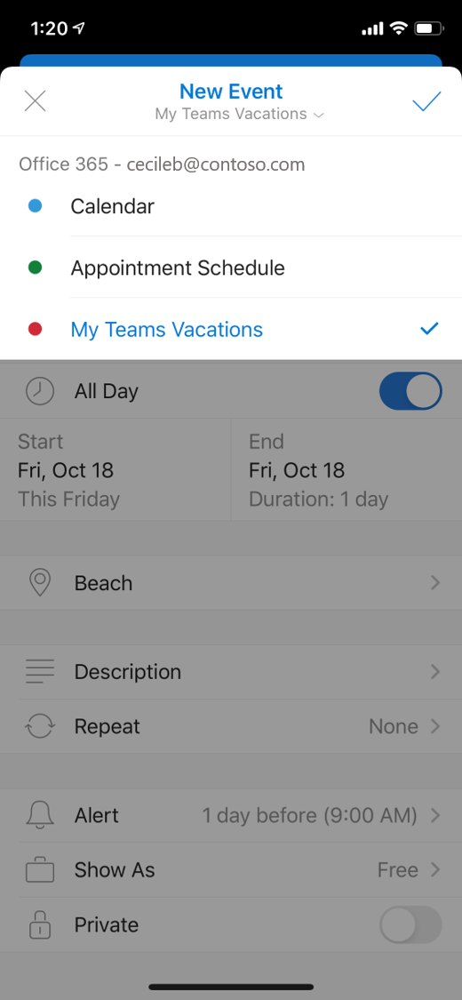 1:20
New Event
My Teams Vacations
Office 365 - cecileb@contoso.com
Calendar
Appointment Schedule
My Teams Vacations
All Day
Start
Fri, Oct 18
This Friday
End
Fri, Oct 18
Duration: 1 day
Beach
Description
Repeat None
Alert 1 day before (9:00 AM)
Show As Free
Private